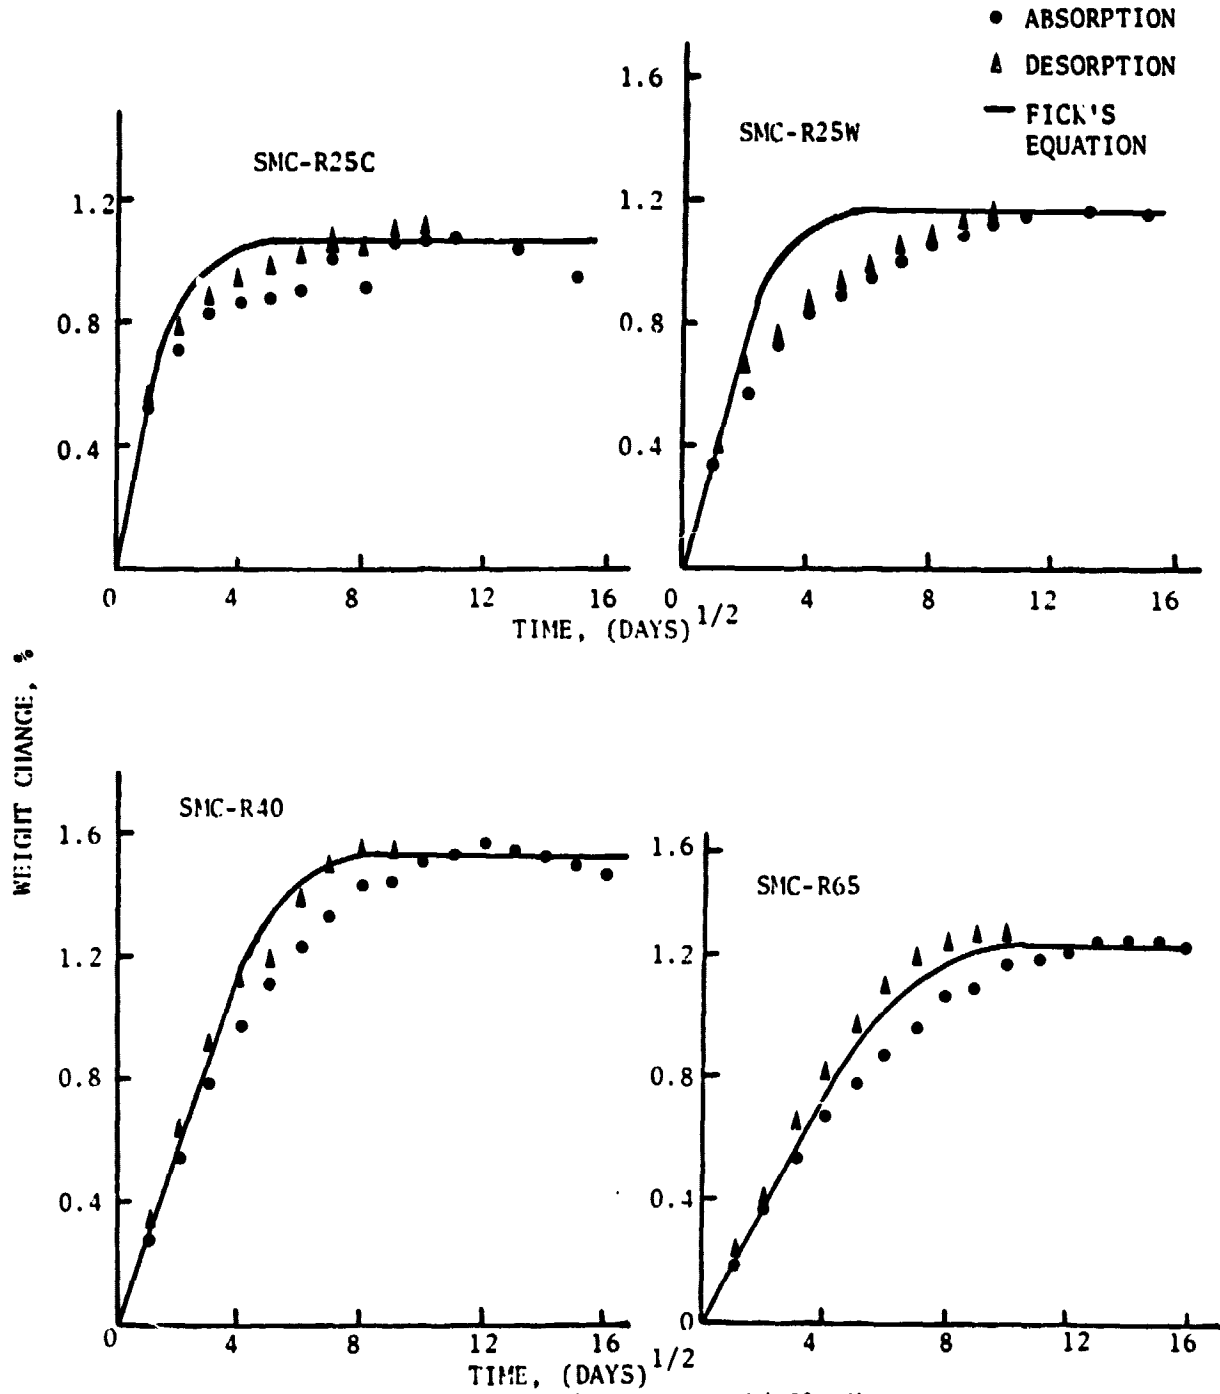 ABSORPTION
DESORPTION
FICK'S
EQUATION
SMC-R25C
1.2
0.8
0.4
0 4 8 12 16
SMC-R25W
1.6
1.2
0.8
0.4
0 4 8 12 16
TIME, (DAYS) 1/2
WEIGHT CHANGE, %
SMC-R40
1.6
1.2
0.8
0.4
0 4 8 12 16
SMC-R65
1.6
1.2
0.8
0.4
0
4 8 12 16
TIME, (DAYS) 1/2